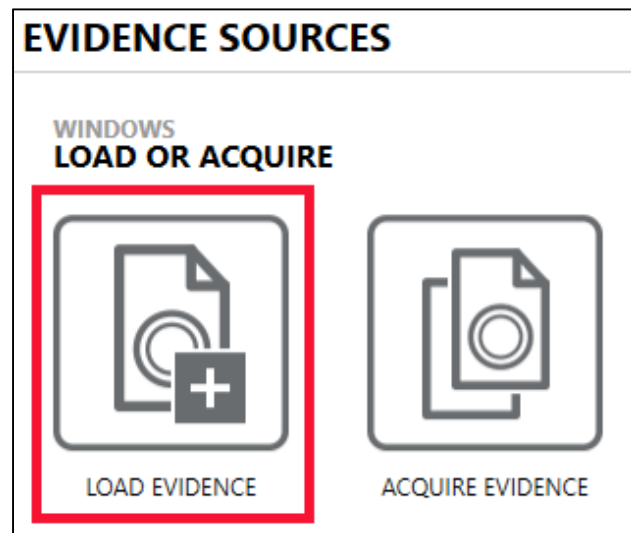 EVIDENCE SOURCES
WINDOWS
LOAD OR ACQUIRE
LOAD EVIDENCE
ACQUIRE EVIDENCE